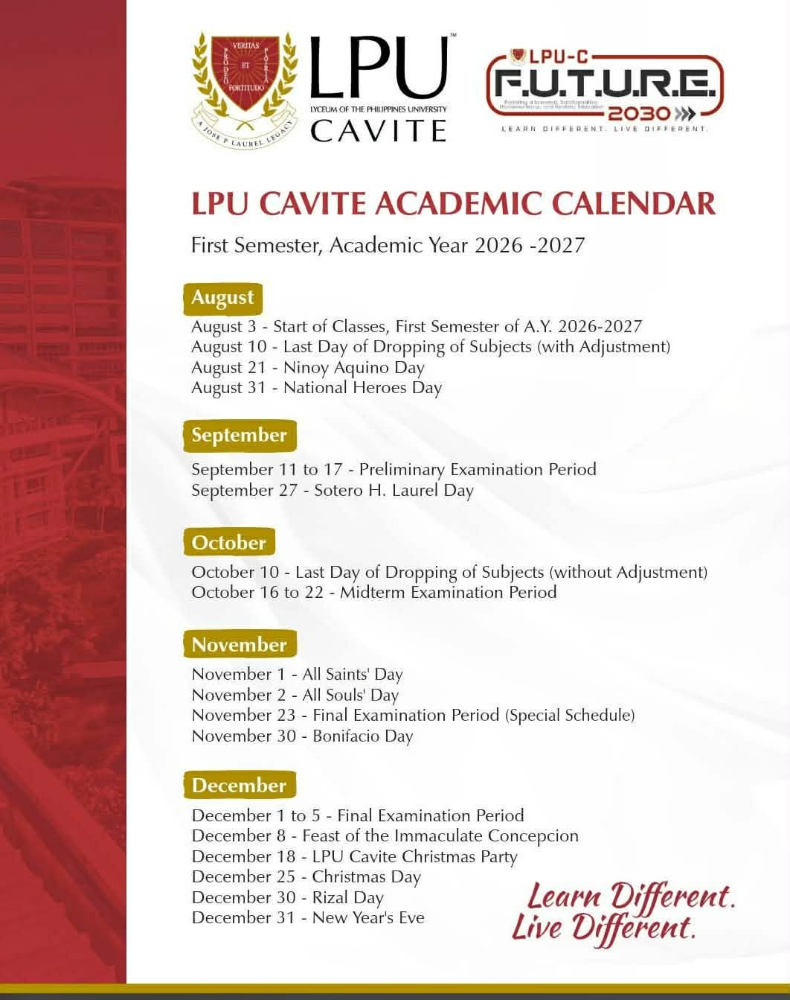 VERITAS
PRO DEO
ET
PATRIA
FORTITUDO
A JOSE P LAUREL LEGACY
LPU™
LYCEUM OF THE PHILIPPINES UNIVERSITY
CAVITE
LPU-C
F.U.T.U.R.E.
2030
LEARN DIFFERENT. LIVE DIFFERENT.
LPU CAVITE ACADEMIC CALENDAR
First Semester, Academic Year 2026 -2027
August
August 3 - Start of Classes, First Semester of A.Y. 2026-2027
August 10 - Last Day of Dropping of Subjects (with Adjustment)
August 21 - Ninoy Aquino Day
August 31 - National Heroes Day
September
September 11 to 17 - Preliminary Examination Period
September 27 - Sotero H. Laurel Day
October
October 10 - Last Day of Dropping of Subjects (without Adjustment)
October 16 to 22 - Midterm Examination Period
November
November 1 - All Saints' Day
November 2 - All Souls' Day
November 23 - Final Examination Period (Special Schedule)
November 30 - Bonifacio Day
December
December 1 to 5 - Final Examination Period
December 8 - Feast of the Immaculate Concepcion
December 18 - LPU Cavite Christmas Party
December 25 - Christmas Day
December 30 - Rizal Day
December 31 - New Year's Eve
Learn Different.
Live Different.